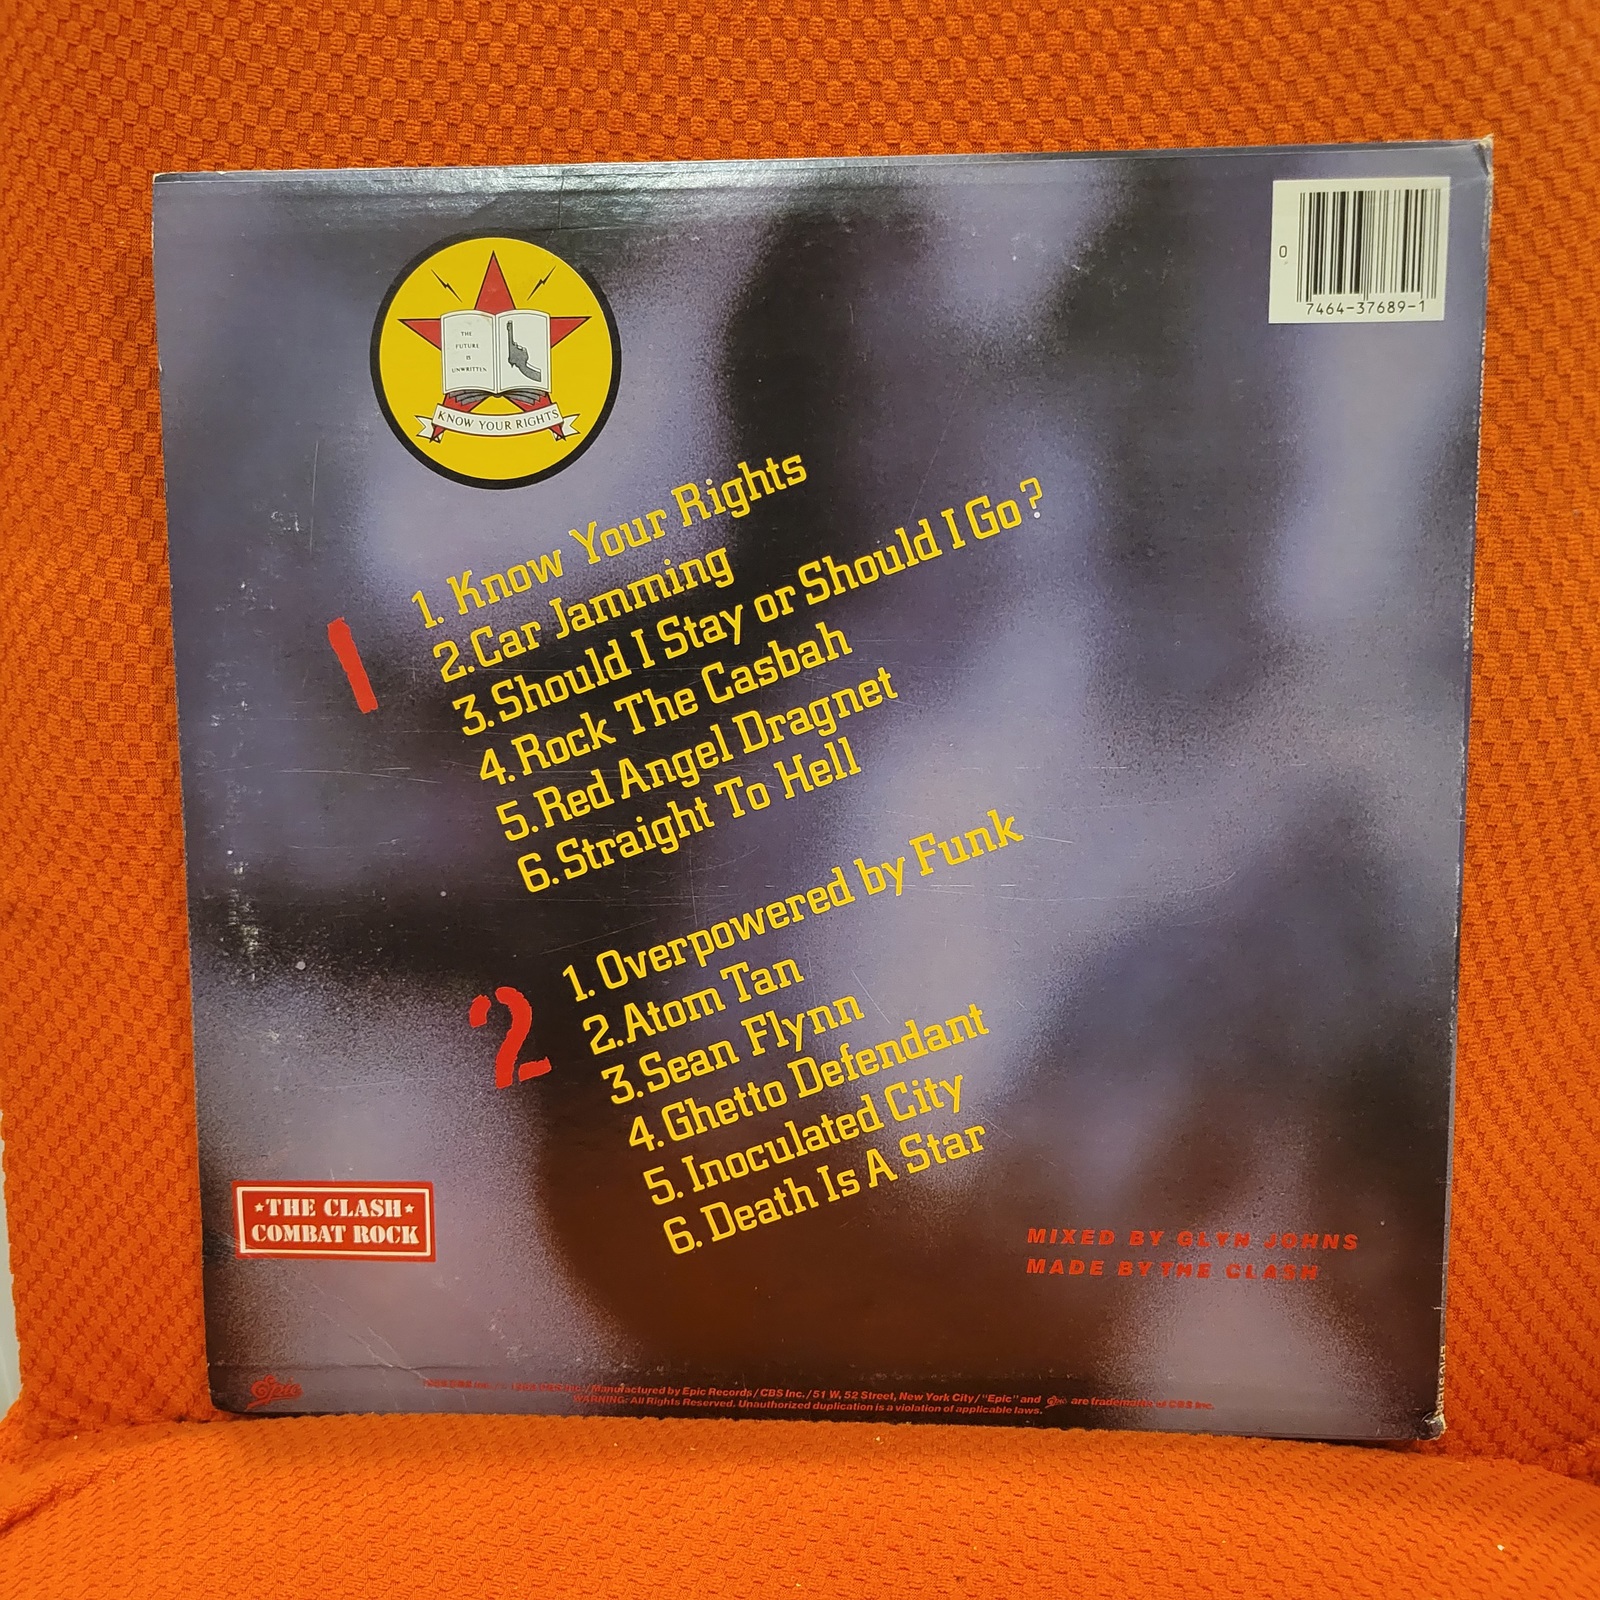 0
7464-37689-1
THE
FUTURE
IS
UNWRITTEN
KNOW YOUR RIGHTS
1
1. Know Your Rights
2. Car Jamming
3. Should I Stay or Should I Go?
4. Rock The Casbah
5. Red Angel Dragnet
6. Straight To Hell
2
1. Overpowered by Funk
2. Atom Tan
3. Sean Flynn
4. Ghetto Defendant
5. Inoculated City
6. Death Is A Star
THE CLASH
COMBAT ROCK
MIXED BY GLYN JOHNS
MADE BY THE CLASH
Epic
/ Manufactured by Epic Records / CBS Inc. / 51 W. 52 Street, New York City / "Epic" and Epic are trademarks of CBS Inc.
WARNING: All Rights Reserved. Unauthorized duplication is a violation of applicable laws.